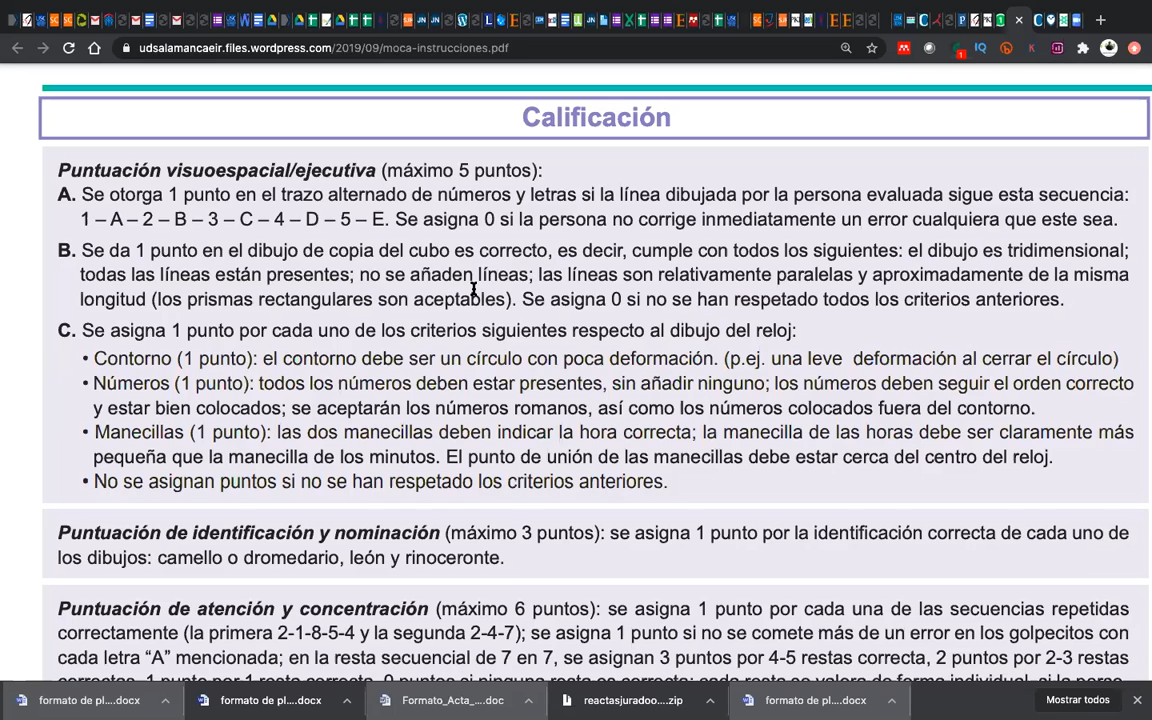 udsalamancaeir.files.wordpress.com/2019/09/moca-instrucciones.pdf
Calificación
Puntuación visuoespacial/ejecutiva (máximo 5 puntos):
A. Se otorga 1 punto en el trazo alternado de números y letras si la línea dibujada por la persona evaluada sigue esta secuencia:
1 – A – 2 – B – 3 – C – 4 – D – 5 – E. Se asigna 0 si la persona no corrige inmediatamente un error cualquiera que este sea.
B. Se da 1 punto en el dibujo de copia del cubo es correcto, es decir, cumple con todos los siguientes: el dibujo es tridimensional;
todas las líneas están presentes; no se añaden líneas; las líneas son relativamente paralelas y aproximadamente de la misma
longitud (los prismas rectangulares son aceptables). Se asigna 0 si no se han respetado todos los criterios anteriores.
C. Se asigna 1 punto por cada uno de los criterios siguientes respecto al dibujo del reloj:
• Contorno (1 punto): el contorno debe ser un círculo con poca deformación. (p.ej. una leve deformación al cerrar el círculo)
• Números (1 punto): todos los números deben estar presentes, sin añadir ninguno; los números deben seguir el orden correcto
y estar bien colocados; se aceptarán los números romanos, así como los números colocados fuera del contorno.
• Manecillas (1 punto): las dos manecillas deben indicar la hora correcta; la manecilla de las horas debe ser claramente más
pequeña que la manecilla de los minutos. El punto de unión de las manecillas debe estar cerca del centro del reloj.
• No se asignan puntos si no se han respetado los criterios anteriores.
Puntuación de identificación y nominación (máximo 3 puntos): se asigna 1 punto por la identificación correcta de cada uno de
los dibujos: camello o dromedario, león y rinoceronte.
Puntuación de atención y concentración (máximo 6 puntos): se asigna 1 punto por cada una de las secuencias repetidas
correctamente (la primera 2-1-8-5-4 y la segunda 2-4-7); se asigna 1 punto si no se comete más de un error en los golpecitos con
cada letra “A” mencionada; en la resta secuencial de 7 en 7, se asignan 3 puntos por 4-5 restas correcta, 2 puntos por 2-3 restas
formato de pl....docx formato de pl....docx Formato_Acta_....doc reactasjuradoo....zip formato de pl....docx Mostrar todos